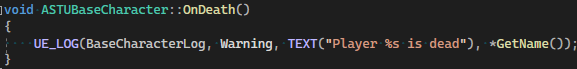 void ASTUBaseCharacter::OnDeath()
{
    UE_LOG(BaseCharacterLog, Warning, TEXT("Player %s is dead"), *GetName());
}